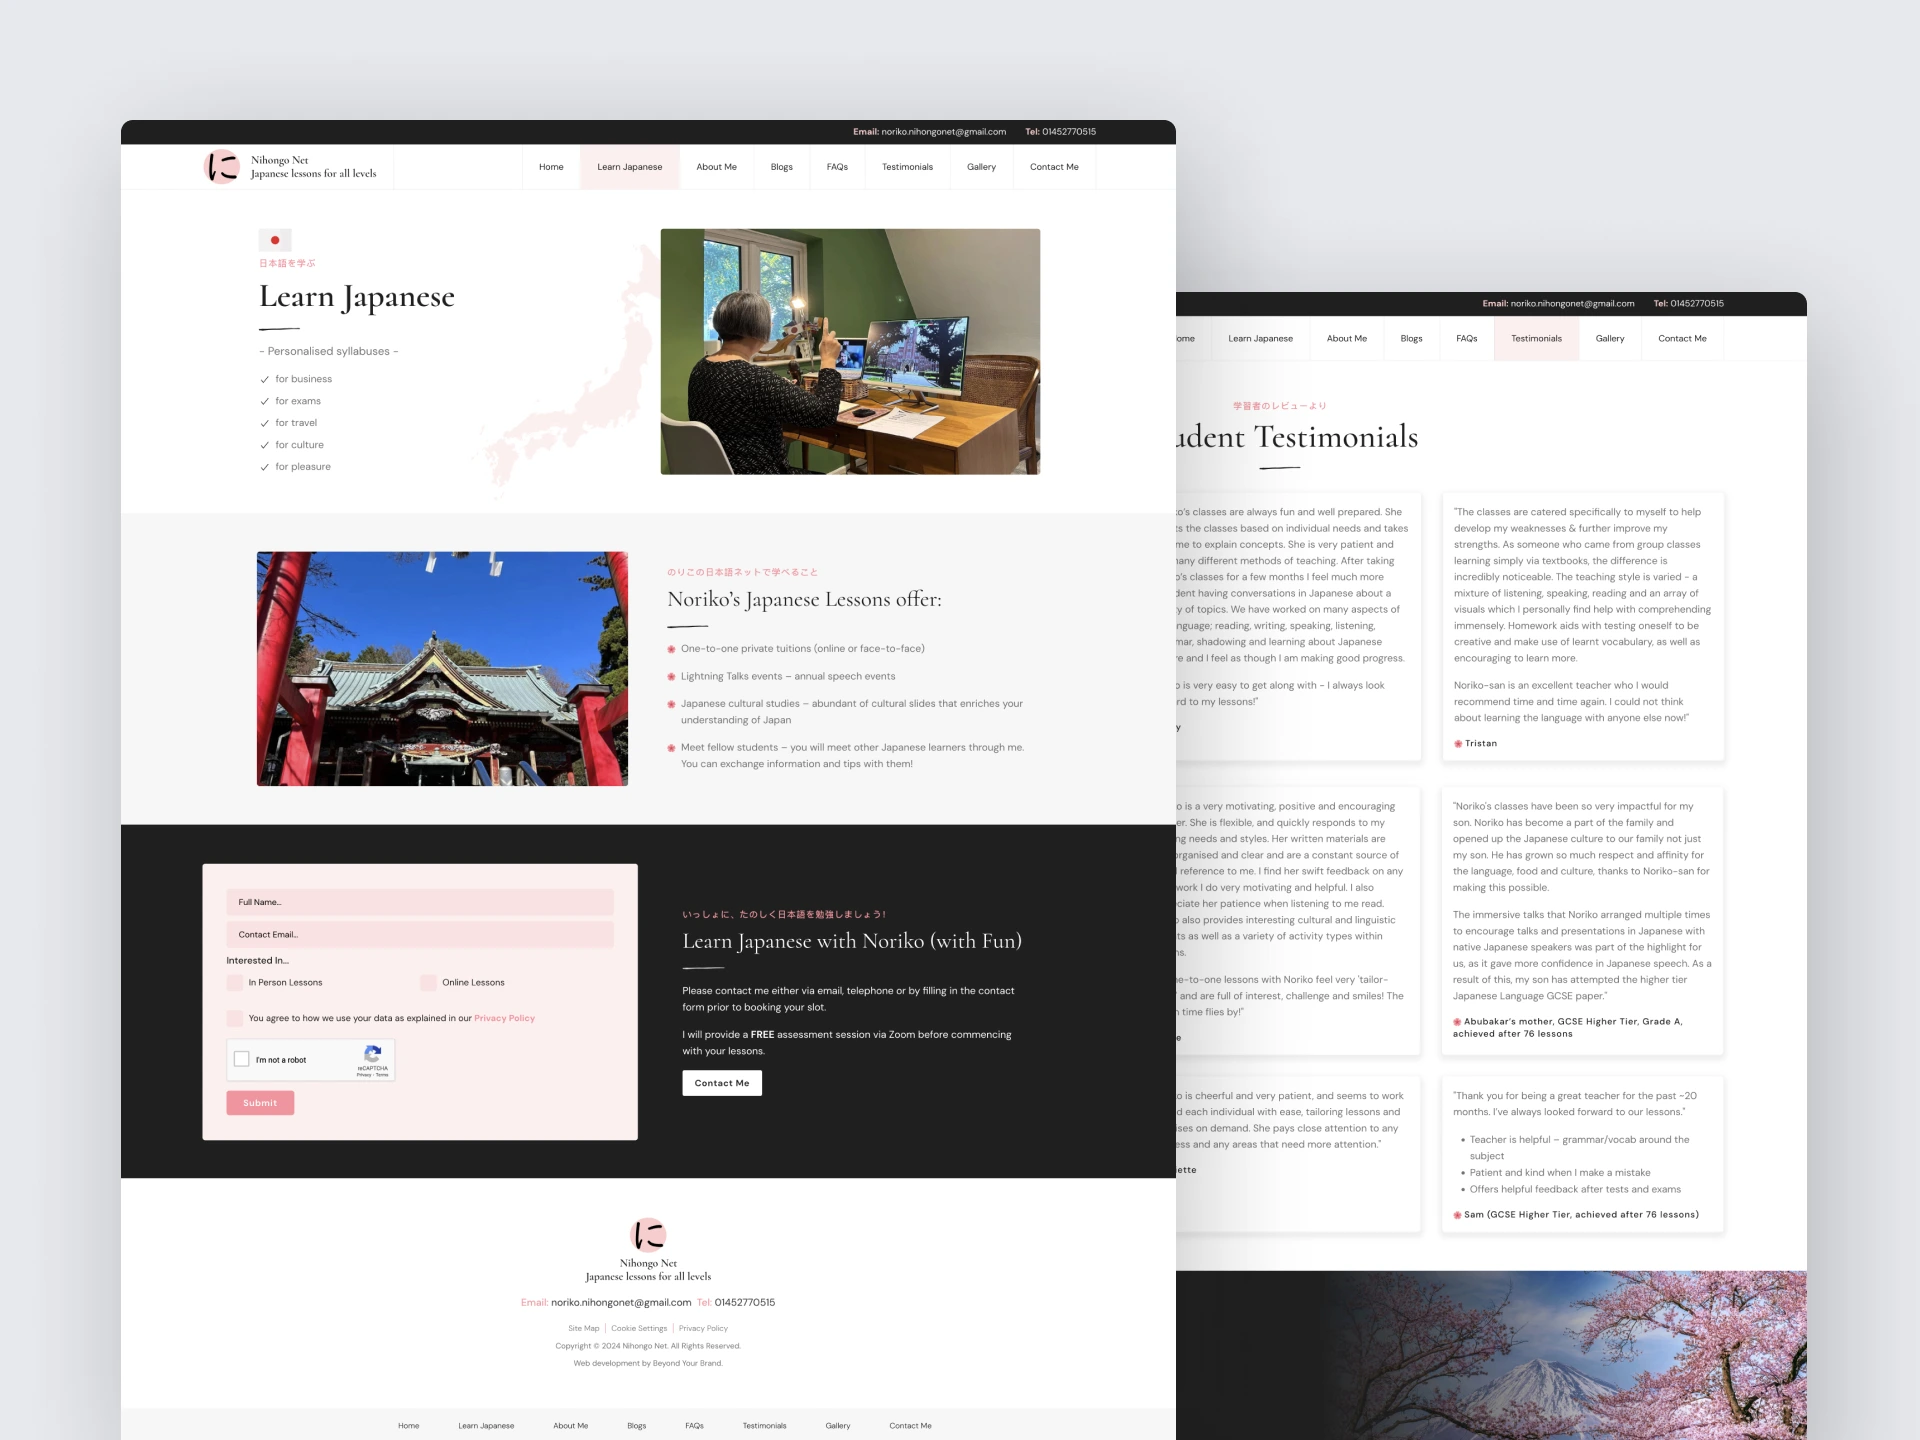 Email: noriko.nihongonet@gmail.com Tel: 01452770515
Nihongo Net
Japanese lessons for all levels
Home Learn Japanese About Me Blogs FAQs Testimonials Gallery Contact Me
日本語を学ぶ
Learn Japanese
- Personalised syllabuses -
for business
for exams
for travel
for culture
for pleasure
のりこの日本語ネットで学べること
Noriko's Japanese Lessons offer:
One-to-one private tuitions (online or face-to-face)
Lightning Talks events – annual speech events
Japanese cultural studies – abundant of cultural slides that enriches your
understanding of Japan
Meet fellow students – you will meet other Japanese learners through me.
You can exchange information and tips with them!
Full Name...
Contact Email...
Interested In...
In Person Lessons Online Lessons
You agree to how we use your data as explained in our Privacy Policy
I'm not a robot
reCAPTCHA
Privacy - Terms
Submit
いっしょに、たのしく日本語を勉強しましょう!
Learn Japanese with Noriko (with Fun)
Please contact me either via email, telephone or by filling in the contact
form prior to booking your slot.
I will provide a FREE assessment session via Zoom before commencing
with your lessons.
Contact Me
に
Nihongo Net
Japanese lessons for all levels
Email: noriko.nihongonet@gmail.com Tel: 01452770515
Site Map | Cookie Settings | Privacy Policy
Copyright © 2024 Nihongo Net. All Rights Reserved.
Web development by Beyond Your Brand.
Home Learn Japanese About Me Blogs FAQs Testimonials Gallery Contact Me
Email: noriko.nihongonet@gmail.com Tel: 01452770515
ome Learn Japanese About Me Blogs FAQs Testimonials Gallery Contact Me
学習者のレビューより
udent Testimonials
ko's classes are always fun and well prepared. She
ts the classes based on individual needs and takes
me to explain concepts. She is very patient and
any different methods of teaching. After taking
o's classes for a few months I feel much more
dent having conversations in Japanese about a
y of topics. We have worked on many aspects of
nguage; reading, writing, speaking, listening,
mar, shadowing and learning about Japanese
re and I feel as though I am making good progress.
o is very easy to get along with - I always look
rd to my lessons!"
y
"The classes are catered specifically to myself to help
develop my weaknesses & further improve my
strengths. As someone who came from group classes
learning simply via textbooks, the difference is
incredibly noticeable. The teaching style is varied - a
mixture of listening, speaking, reading and an array of
visuals which I personally find help with comprehending
immensely. Homework aids with testing oneself to be
creative and make use of learnt vocabulary, as well as
encouraging to learn more.
Noriko-san is an excellent teacher who I would
recommend time and time again. I could not think
about learning the language with anyone else now!"
Tristan
o is a very motivating, positive and encouraging
er. She is flexible, and quickly responds to my
ng needs and styles. Her written materials are
organised and clear and are a constant source of
l reference to me. I find her swift feedback on any
work I do very motivating and helpful. I also
ciate her patience when listening to me read.
o also provides interesting cultural and linguistic
ts as well as a variety of activity types within
ns.
ne-to-one lessons with Noriko feel very 'tailor-
' and are full of interest, challenge and smiles! The
n time flies by!"
e
"Noriko's classes have been so very impactful for my
son. Noriko has become a part of the family and
opened up the Japanese culture to our family not just
my son. He has grown so much respect and affinity for
the language, food and culture, thanks to Noriko-san for
making this possible.
The immersive talks that Noriko arranged multiple times
to encourage talks and presentations in Japanese with
native Japanese speakers was part of the highlight for
us, as it gave more confidence in Japanese speech. As a
result of this, my son has attempted the higher tier
Japanese Language GCSE paper."
Abubakar's mother, GCSE Higher Tier, Grade A,
achieved after 76 lessons
o is cheerful and very patient, and seems to work
d each individual with ease, tailoring lessons and
ises on demand. She pays close attention to any
ess and any areas that need more attention."
iette
"Thank you for being a great teacher for the past ~20
months. I've always looked forward to our lessons."
• Teacher is helpful – grammar/vocab around the
subject
• Patient and kind when I make a mistake
• Offers helpful feedback after tests and exams
Sam (GCSE Higher Tier, achieved after 76 lessons)